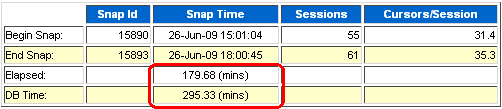 Snap Id Snap Time Sessions Cursors/Session
Begin Snap: 15890 26-Jun-09 15:01:04 55 31.4
End Snap: 15893 26-Jun-09 18:00:45 61 35.3
Elapsed: 179.68 (mins)
DB Time: 295.33 (mins)